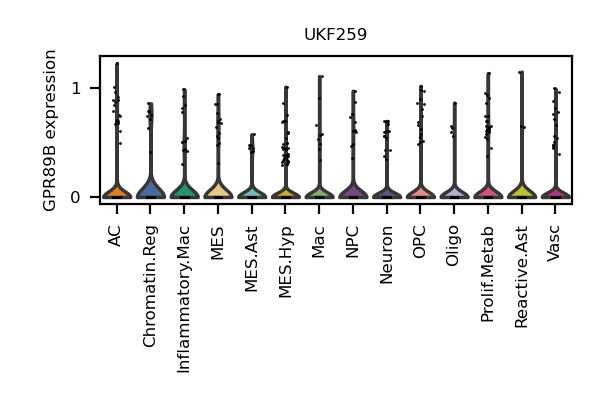 UKF259
GPR89B expression
1
0
AC
Chromatin.Reg
Inflammatory.Mac
MES
MES.Ast
MES.Hyp
Mac
NPC
Neuron
OPC
Oligo
Prolif.Metab
Reactive.Ast
Vasc